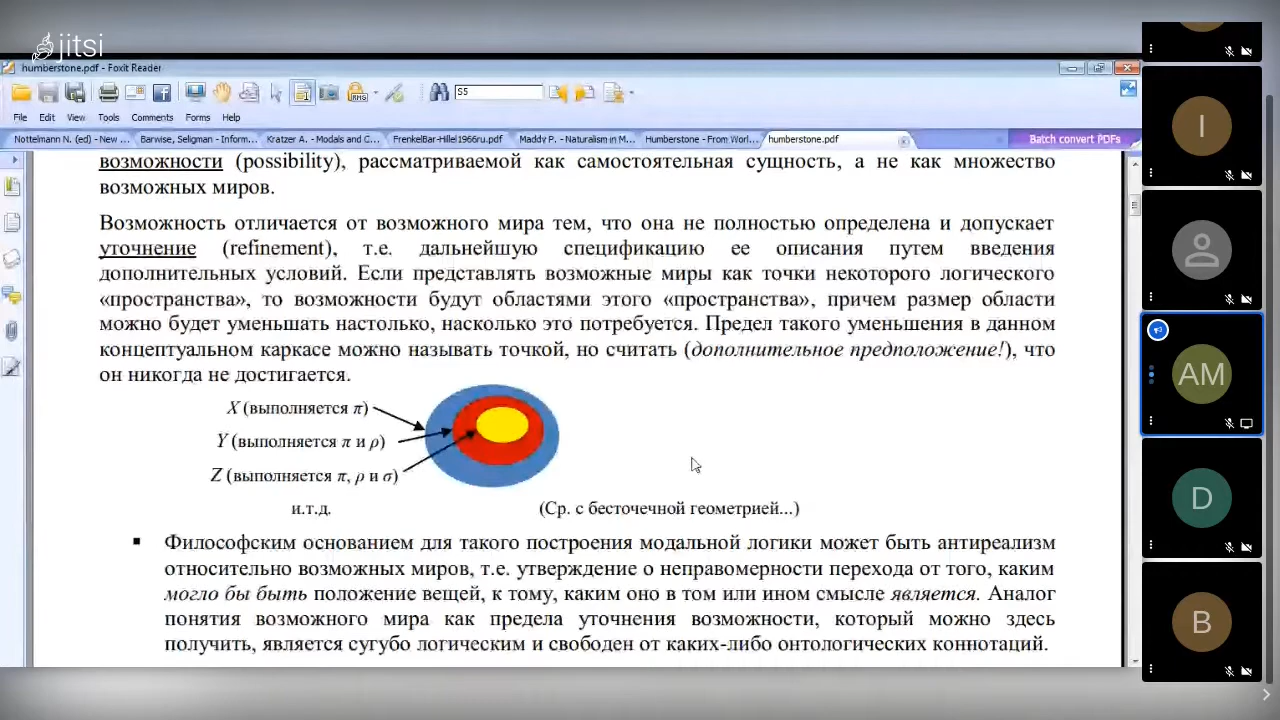 jitsi
humberstone.pdf - Foxit Reader
S5
File Edit View Tools Comments Forms Help
Nottelmann N. (ed) - New ... Barwise, Seligman - Inform... Kratzer A. - Modals and C... FrenkelBar-Hillel1966ru.pdf Maddy P. - Naturalism in M... Humberstone - From Worl... humberstone.pdf Batch convert PDFs
возможности (possibility), рассматриваемой как самостоятельная сущность, а не как множество
возможных миров.
Возможность отличается от возможного мира тем, что она не полностью определена и допускает
уточнение (refinement), т.е. дальнейшую спецификацию ее описания путем введения
дополнительных условий. Если представлять возможные миры как точки некоторого логического
«пространства», то возможности будут областями этого «пространства», причем размер области
можно будет уменьшать настолько, насколько это потребуется. Предел такого уменьшения в данном
концептуальном каркасе можно называть точкой, но считать (дополнительное предположение!), что
он никогда не достигается.
X (выполняется π)
Y (выполняется π и ρ)
Z (выполняется π, ρ и σ)
и.т.д. (Ср. с бесточечной геометрией...)
▪ Философским основанием для такого построения модальной логики может быть антиреализм
относительно возможных миров, т.е. утверждение о неправомерности перехода от того, каким
могло бы быть положение вещей, к тому, каким оно в том или ином смысле является. Аналог
понятия возможного мира как предела уточнения возможности, который можно здесь
получить, является сугубо логическим и свободен от каких-либо онтологических коннотаций.
I
AM
D
B